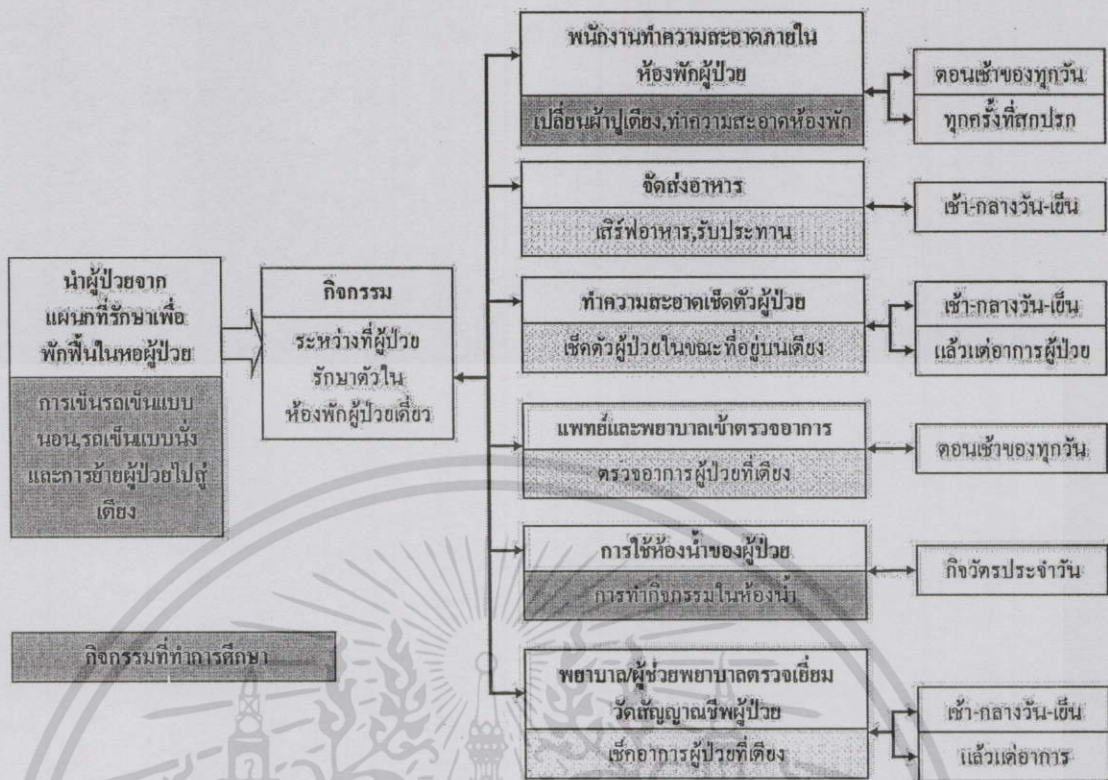 นำผู้ป่วยจาก
แผนกที่รักษาเพื่อ
พักฟื้นในหอผู้ป่วย
การเข็นรถเข็นแบบ
นอน,รถเข็นแบบนั่ง
และการย้ายผู้ป่วยไปสู่
เตียง
กิจกรรมที่ทำการศึกษา
กิจกรรม
ระหว่างที่ผู้ป่วย
รักษาตัวใน
ห้องพักผู้ป่วยเดี่ยว
พนักงานทำความสะอาดภายใน
ห้องพักผู้ป่วย
เปลี่ยนผ้าปูเตียง,ทำความสะอาดห้องพัก
ตอนเช้าของทุกวัน
ทุกครั้งที่สกปรก
จัดส่งอาหาร
เสิร์ฟอาหาร,รับประทาน
เช้า-กลางวัน-เย็น
ทำความสะอาดเช็ดตัวผู้ป่วย
เช็ดตัวผู้ป่วยในขณะที่อยู่บนเตียง
เช้า-กลางวัน-เย็น
แล้วแต่อาการผู้ป่วย
แพทย์และพยาบาลเข้าตรวจอาการ
ตรวจอาการผู้ป่วยที่เตียง
ตอนเช้าของทุกวัน
การใช้ห้องน้ำของผู้ป่วย
การทำกิจกรรมในห้องน้ำ
กิจวัตรประจำวัน
พยาบาล/ผู้ช่วยพยาบาลตรวจเยี่ยม
วัดสัญญาณชีพผู้ป่วย
เช็คอาการผู้ป่วยที่เตียง
เช้า-กลางวัน-เย็น
แล้วแต่อาการ